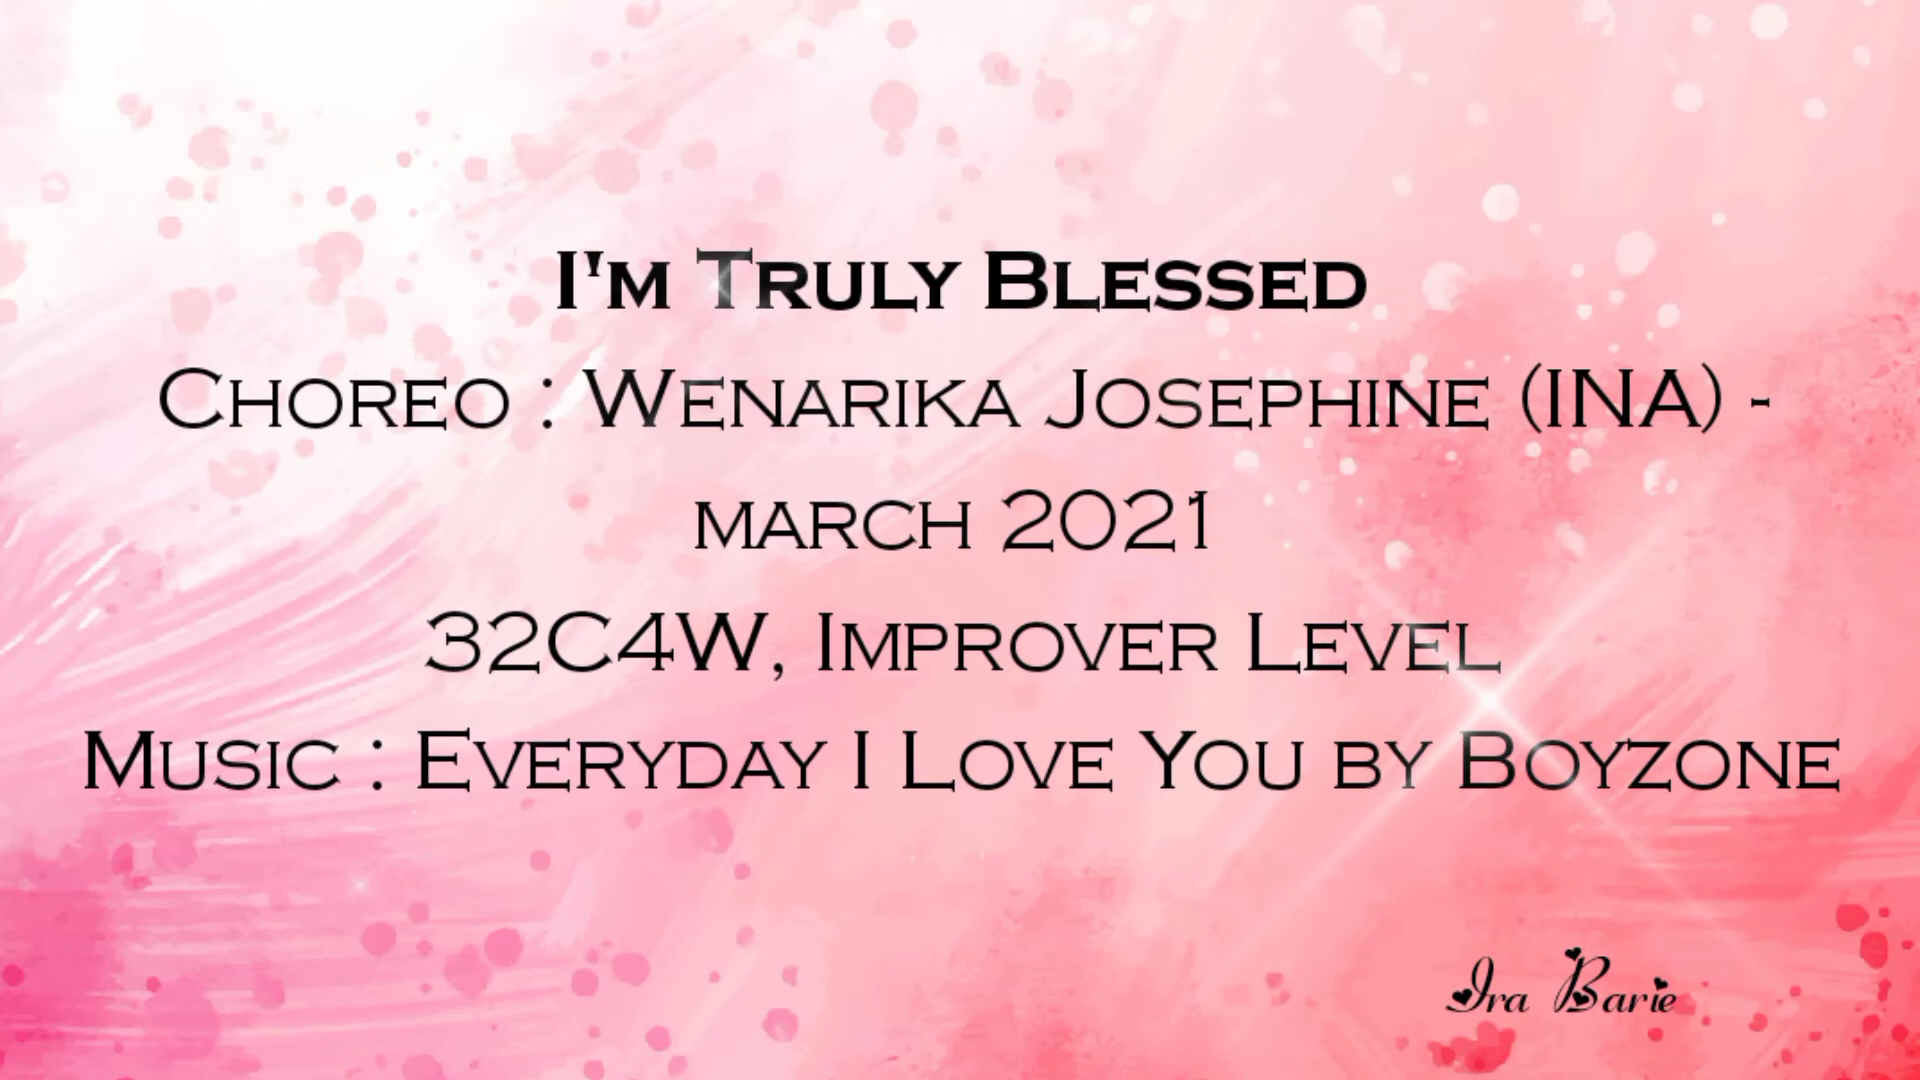 I'm Truly Blessed
Choreo : Wenarika Josephine (INA) -
march 2021
32C4W, Improver Level
Music : Everyday I Love You by Boyzone
Ira Barie